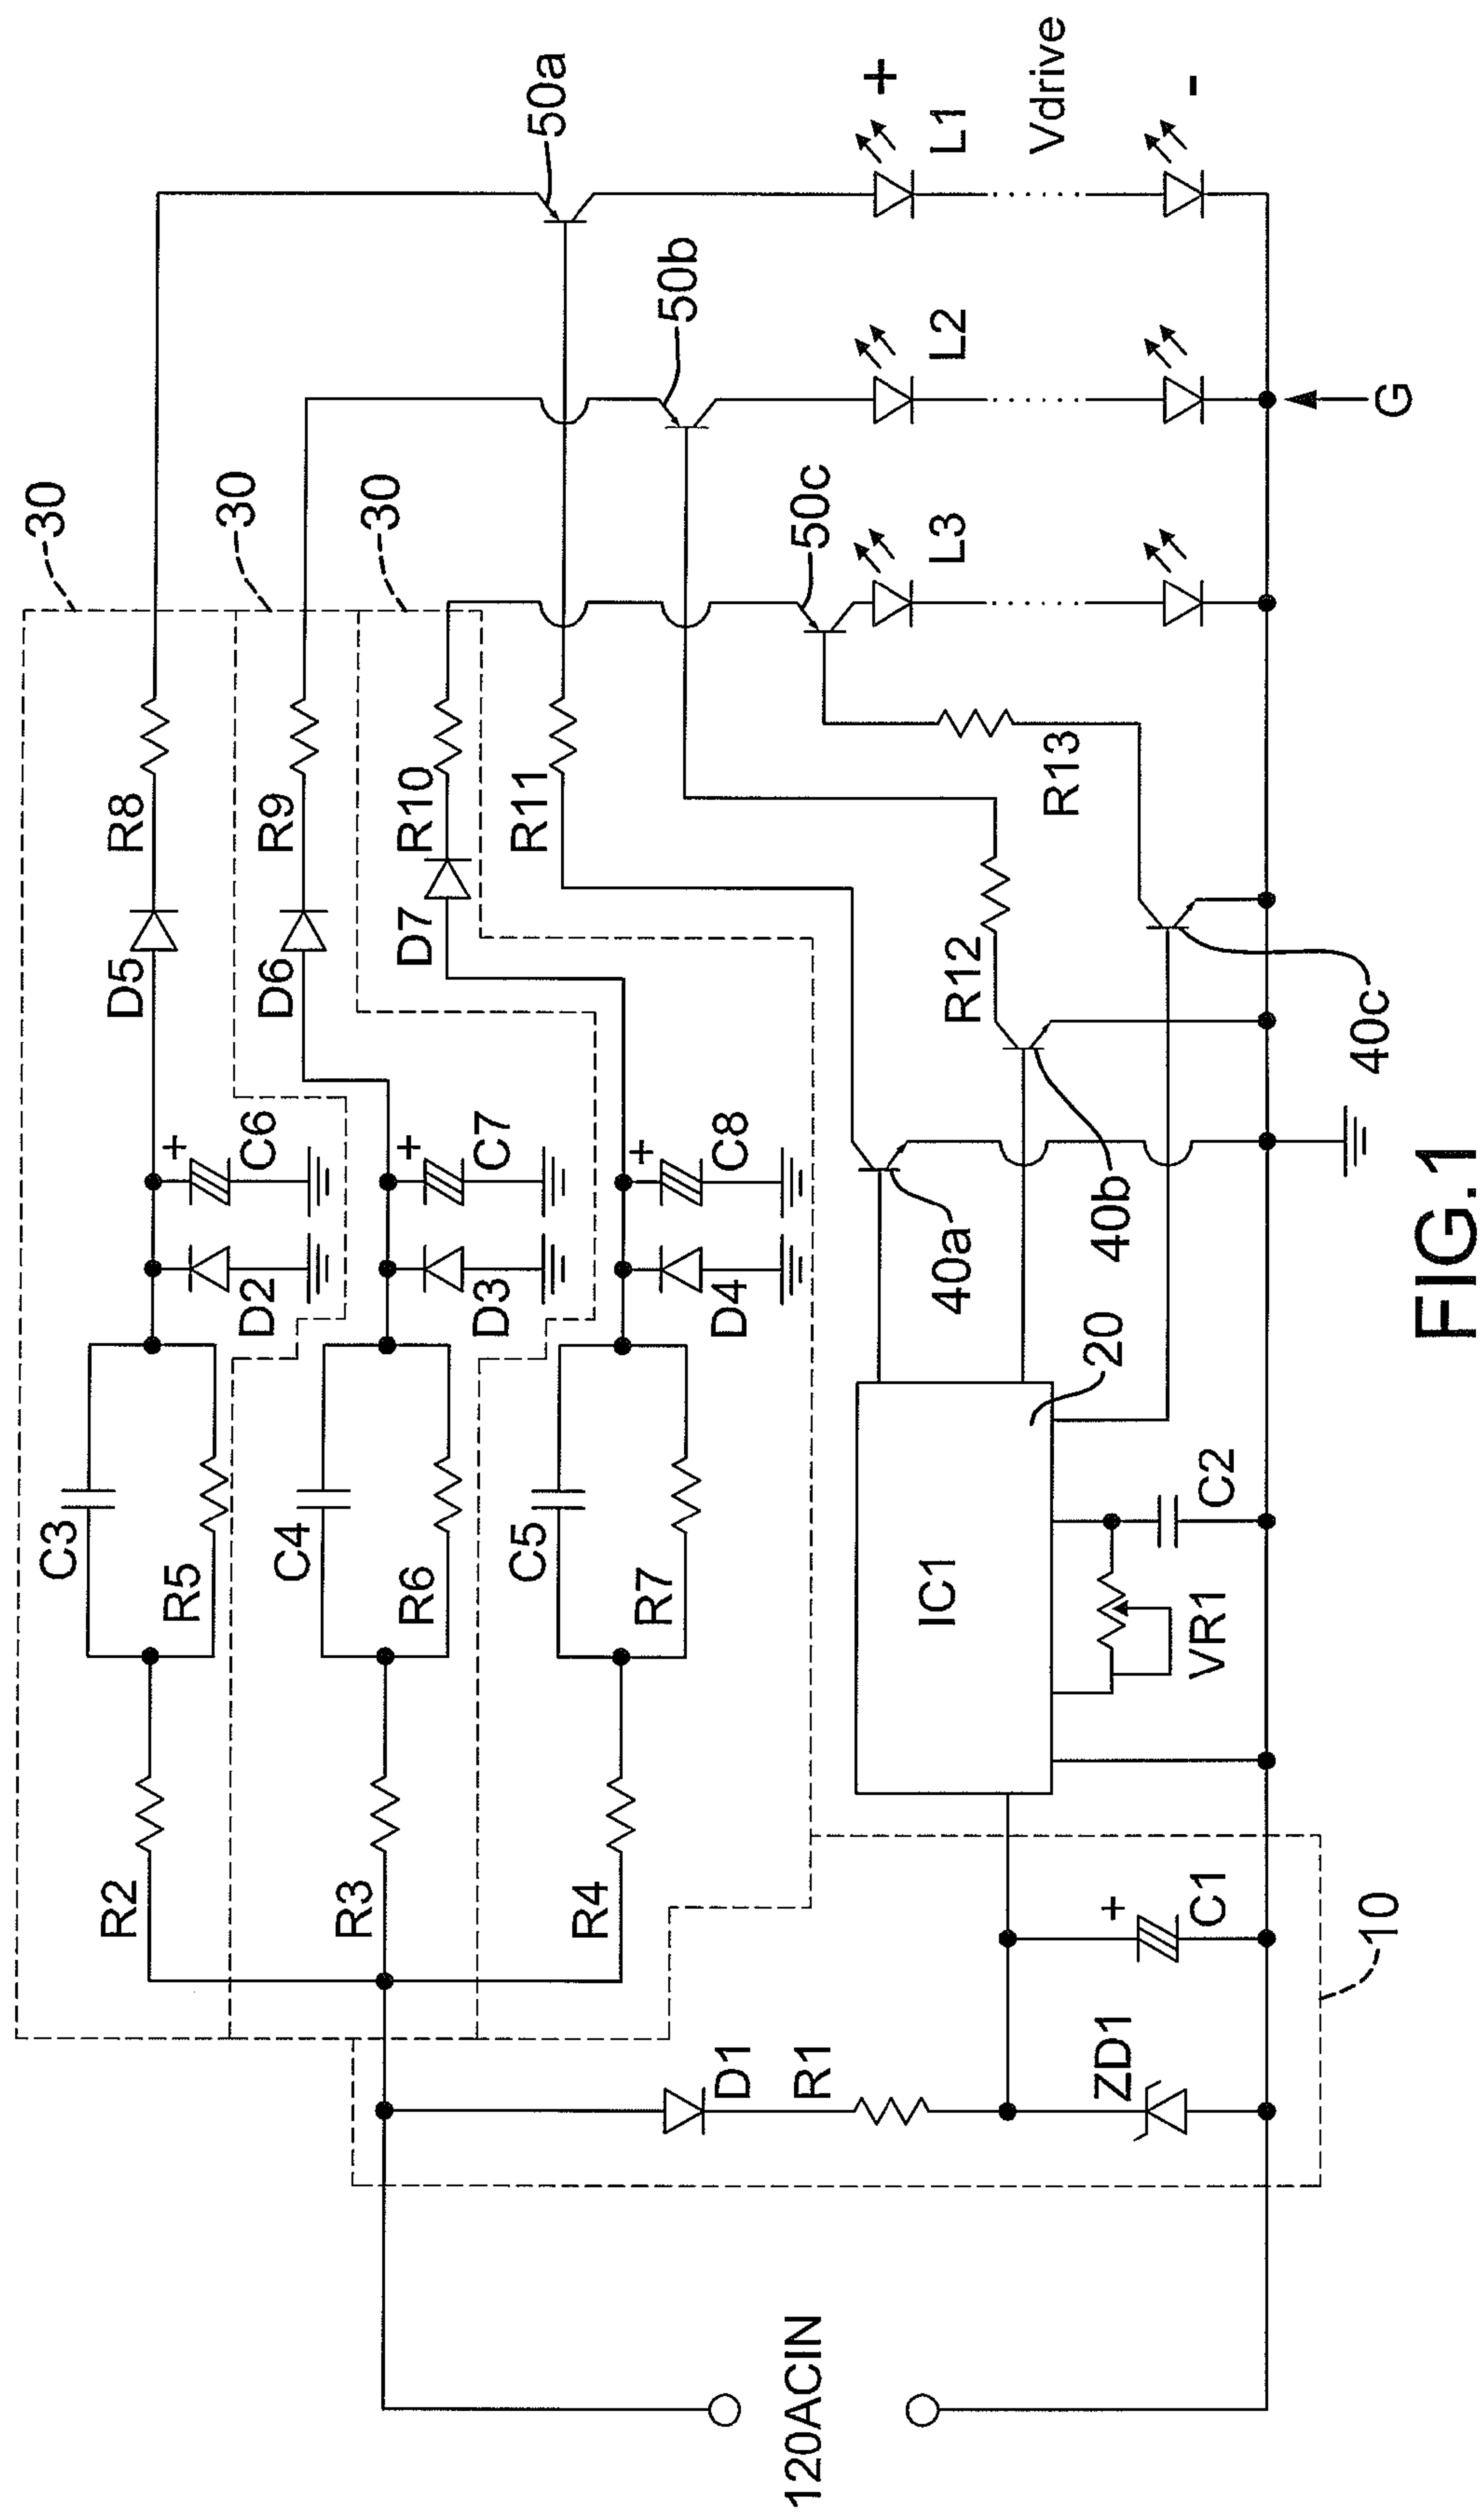 30
30
30
50a
50b
50c
R8
D5
R9
D6
R10
D7
R11
+
C6
D2
+
C7
D3
+
C8
D4
C3
R5
C4
R6
C5
R7
R2
R3
R4
L1
L2
L3
+
Vdrive
-
G
R12
R13
40a
40b
40c
20
IC1
C2
VR1
+
C1
10
D1
R1
ZD1
120ACIN
FIG.1